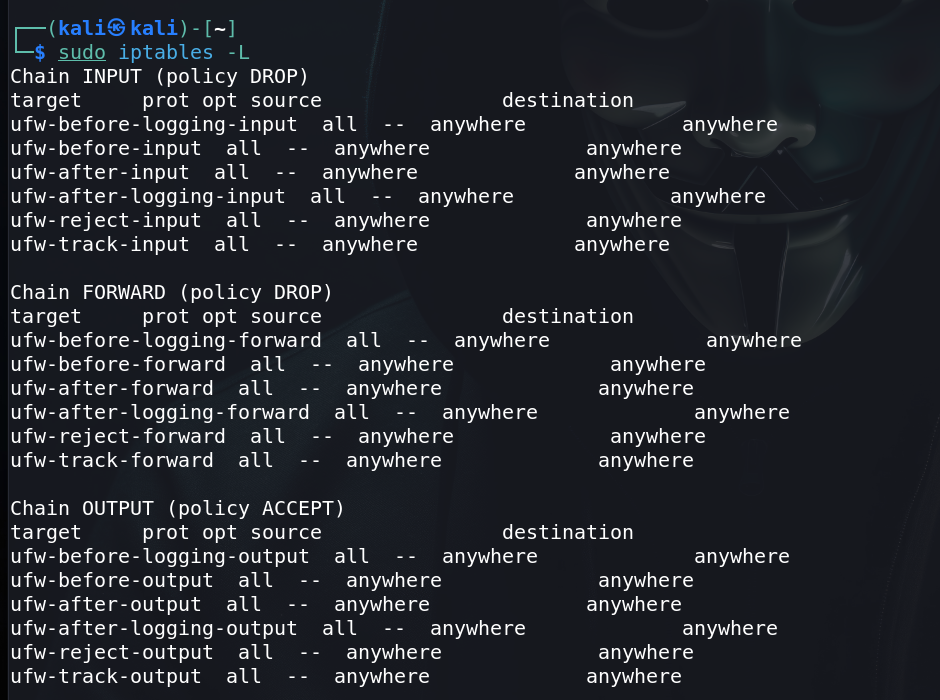 ┌──(kali㉿kali)-[~]
└─$ sudo iptables -L
Chain INPUT (policy DROP)
target     prot opt source               destination
ufw-before-logging-input  all  --  anywhere             anywhere
ufw-before-input  all  --  anywhere             anywhere
ufw-after-input  all  --  anywhere             anywhere
ufw-after-logging-input  all  --  anywhere             anywhere
ufw-reject-input  all  --  anywhere             anywhere
ufw-track-input  all  --  anywhere             anywhere

Chain FORWARD (policy DROP)
target     prot opt source               destination
ufw-before-logging-forward  all  --  anywhere             anywhere
ufw-before-forward  all  --  anywhere             anywhere
ufw-after-forward  all  --  anywhere             anywhere
ufw-after-logging-forward  all  --  anywhere             anywhere
ufw-reject-forward  all  --  anywhere             anywhere
ufw-track-forward  all  --  anywhere             anywhere

Chain OUTPUT (policy ACCEPT)
target     prot opt source               destination
ufw-before-logging-output  all  --  anywhere             anywhere
ufw-before-output  all  --  anywhere             anywhere
ufw-after-output  all  --  anywhere             anywhere
ufw-after-logging-output  all  --  anywhere             anywhere
ufw-reject-output  all  --  anywhere             anywhere
ufw-track-output  all  --  anywhere             anywhere